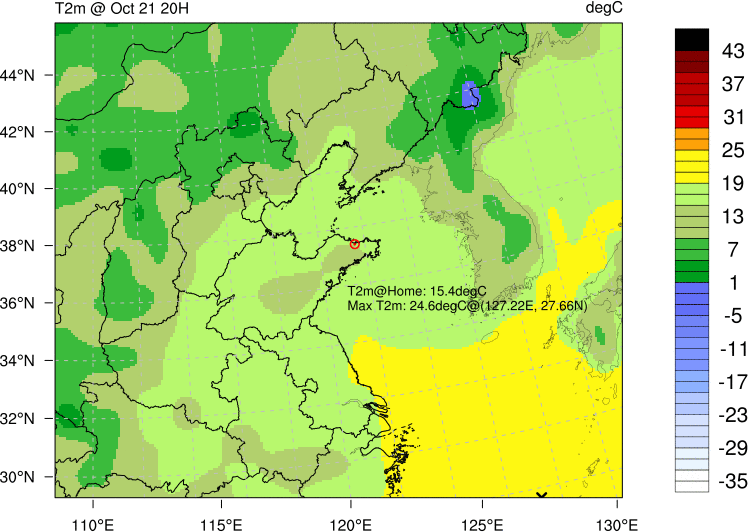 T2m @ Oct 21 20H
degC
44°N
42°N
40°N
38°N
36°N
34°N
32°N
30°N
T2m@Home: 15.4degC
Max T2m: 24.6degC@(127.22E, 27.66N)
110°E
115°E
120°E
125°E
130°E
43
37
31
25
19
13
7
1
-5
-11
-17
-23
-29
-35